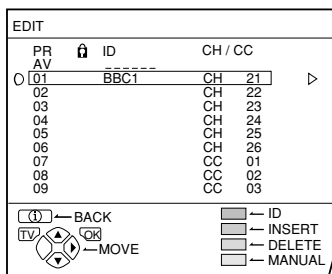 EDIT
PR ID CH / CC
AV _ _ _ _ _ _
01 BBC1 CH 21
02 CH 22
03 CH 23
04 CH 24
05 CH 25
06 CH 26
07 CC 01
08 CC 02
09 CC 03
i BACK
TV OK
MOVE
ID
INSERT
DELETE
MANUAL